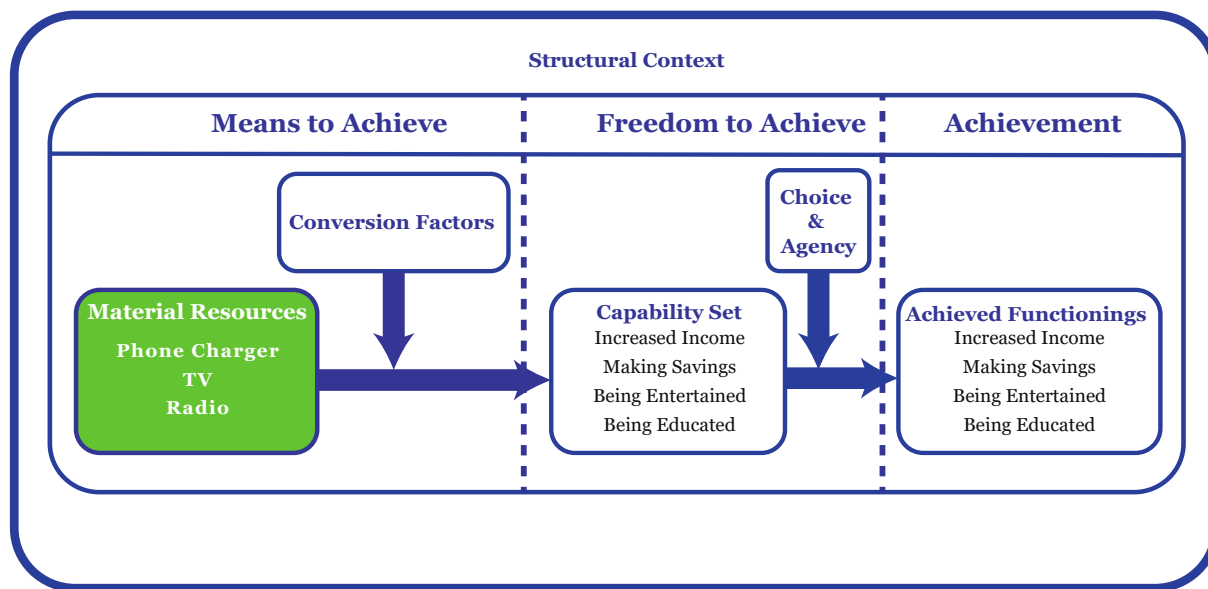 Structural Context
Means to Achieve
Freedom to Achieve
Achievement
Conversion Factors
Choice
&
Agency
Material Resources
Phone Charger
TV
Radio
Capability Set
Increased Income
Making Savings
Being Entertained
Being Educated
Achieved Functionings
Increased Income
Making Savings
Being Entertained
Being Educated